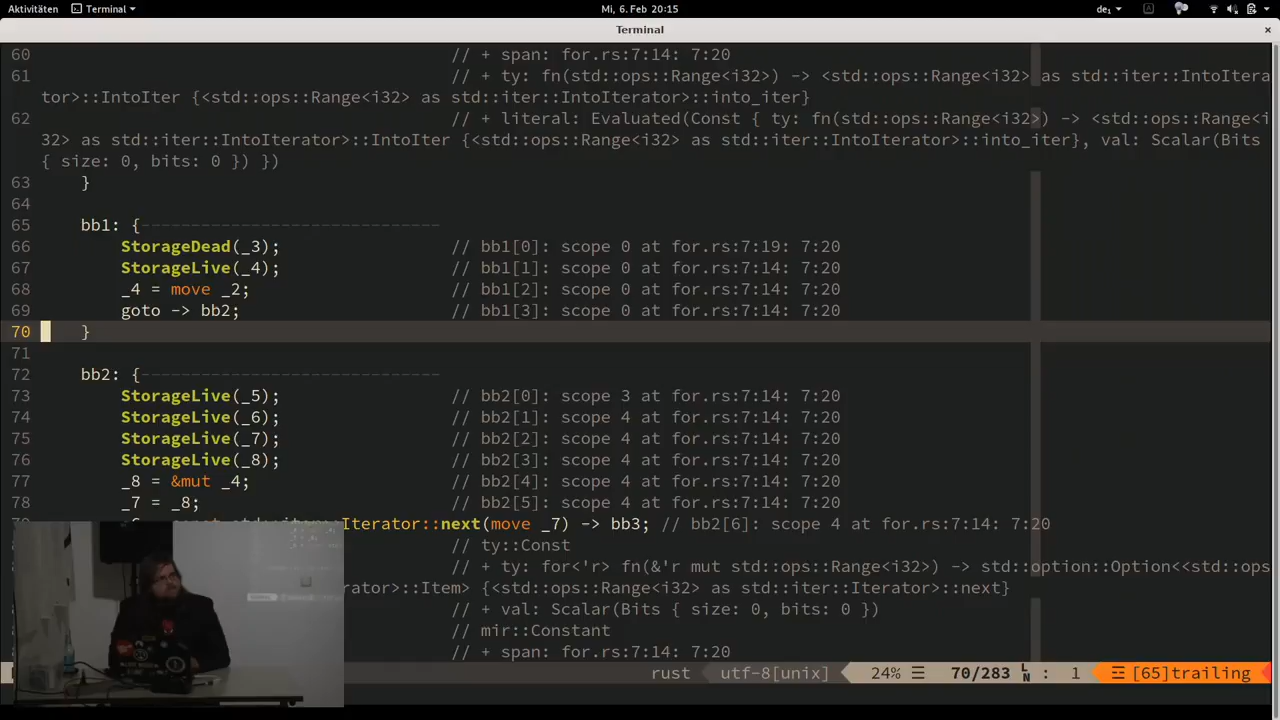 Aktivitäten Terminal Mi, 6. Feb 20:15 de₁
Terminal ×
60 // + span: for.rs:7:14: 7:20
61 // + ty: fn(std::ops::Range<i32>) -> <std::ops::Range<i32> as std::iter::IntoItera
tor>::IntoIter {<std::ops::Range<i32> as std::iter::IntoIterator>::into_iter}
62 // + literal: Evaluated(Const { ty: fn(std::ops::Range<i32>) -> <std::ops::Range<i
32> as std::iter::IntoIterator>::IntoIter {<std::ops::Range<i32> as std::iter::IntoIterator>::into_iter}, val: Scalar(Bits
{ size: 0, bits: 0 }) })
63 }
64
65 bb1: {------------------------------
66 StorageDead(_3); // bb1[0]: scope 0 at for.rs:7:19: 7:20
67 StorageLive(_4); // bb1[1]: scope 0 at for.rs:7:14: 7:20
68 _4 = move _2; // bb1[2]: scope 0 at for.rs:7:14: 7:20
69 goto -> bb2; // bb1[3]: scope 0 at for.rs:7:14: 7:20
70 }
71
72 bb2: {------------------------------
73 StorageLive(_5); // bb2[0]: scope 3 at for.rs:7:14: 7:20
74 StorageLive(_6); // bb2[1]: scope 4 at for.rs:7:14: 7:20
75 StorageLive(_7); // bb2[2]: scope 4 at for.rs:7:14: 7:20
76 StorageLive(_8); // bb2[3]: scope 4 at for.rs:7:14: 7:20
77 _8 = &mut _4; // bb2[4]: scope 4 at for.rs:7:14: 7:20
78 _7 = _8; // bb2[5]: scope 4 at for.rs:7:14: 7:20
Iterator::next(move _7) -> bb3; // bb2[6]: scope 4 at for.rs:7:14: 7:20
// ty::Const
// + ty: for<'r> fn(&'r mut std::ops::Range<i32>) -> std::option::Option<<std::ops
erator>::Item> {<std::ops::Range<i32> as std::iter::Iterator>::next}
// + val: Scalar(Bits { size: 0, bits: 0 })
// mir::Constant
// + span: for.rs:7:14: 7:20
rust utf-8[unix] 24% ☰ 70/283 LN : 1 ☲ [65]trailing